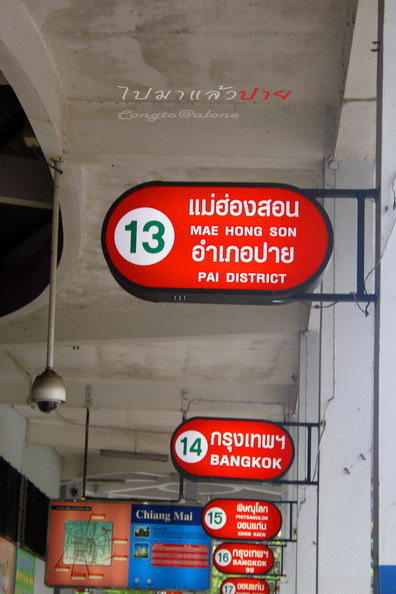 ไปมาแล้วปาย
Congto@alone
13
แม่ฮ่องสอน
MAE HONG SON
อำเภอปาย
PAI DISTRICT
14
กรุงเทพฯ
BANGKOK
15
พิษณุโลก
PHITSANULOK
ขอนแก่น
KHON KAEN
16
กรุงเทพฯ
BANGKOK
99
17
ขอนแก่น
Chiang Mai